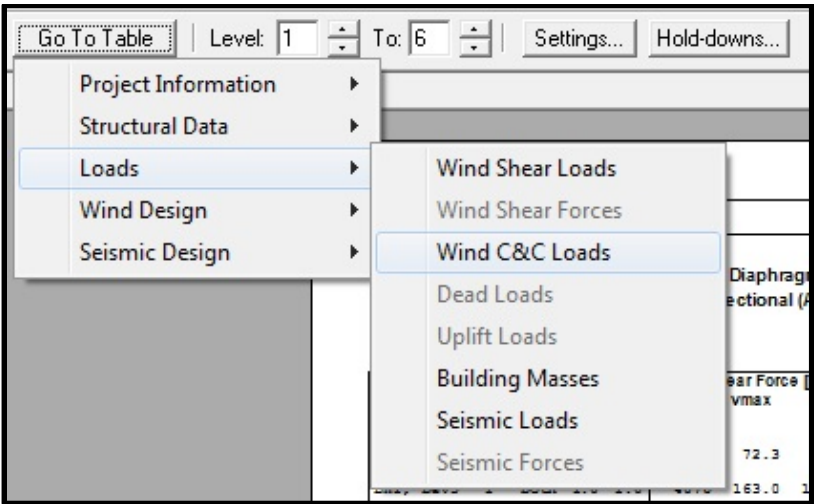 Go To Table Level: 1 To: 6 Settings... Hold-downs...
Project Information
Structural Data
Loads
Wind Design
Seismic Design
Wind Shear Loads
Wind Shear Forces
Wind C&C Loads
Dead Loads
Uplift Loads
Building Masses
Seismic Loads
Seismic Forces
ear Force [
vmax
72.3
163.0